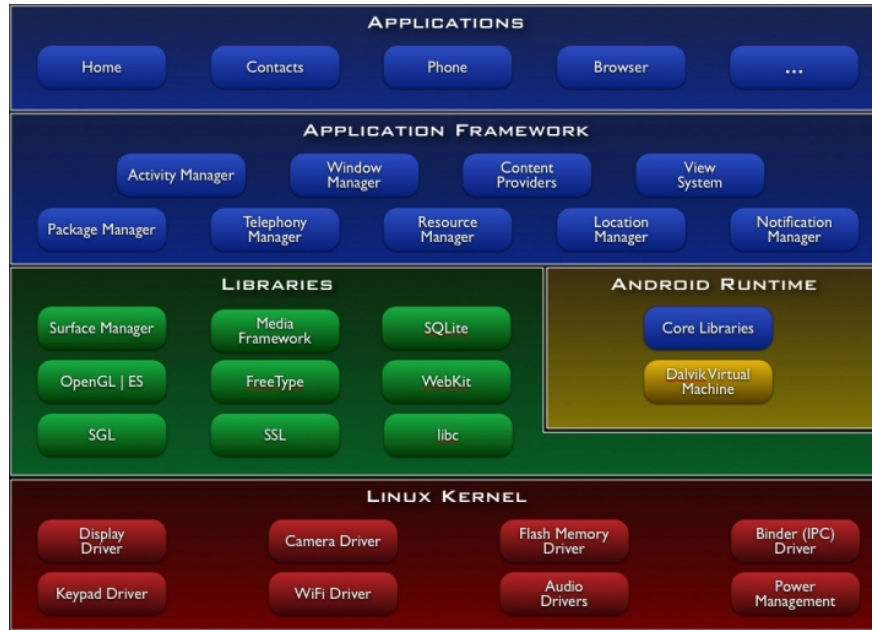 APPLICATIONS
Home
Contacts
Phone
Browser
...
APPLICATION FRAMEWORK
Activity Manager
Window
Manager
Content
Providers
View
System
Package Manager
Telephony
Manager
Resource
Manager
Location
Manager
Notification
Manager
LIBRARIES
Surface Manager
Media
Framework
SQLite
OpenGL | ES
FreeType
WebKit
SGL
SSL
libc
ANDROID RUNTIME
Core Libraries
Dalvik Virtual
Machine
LINUX KERNEL
Display
Driver
Camera Driver
Flash Memory
Driver
Binder (IPC)
Driver
Keypad Driver
WiFi Driver
Audio
Drivers
Power
Management